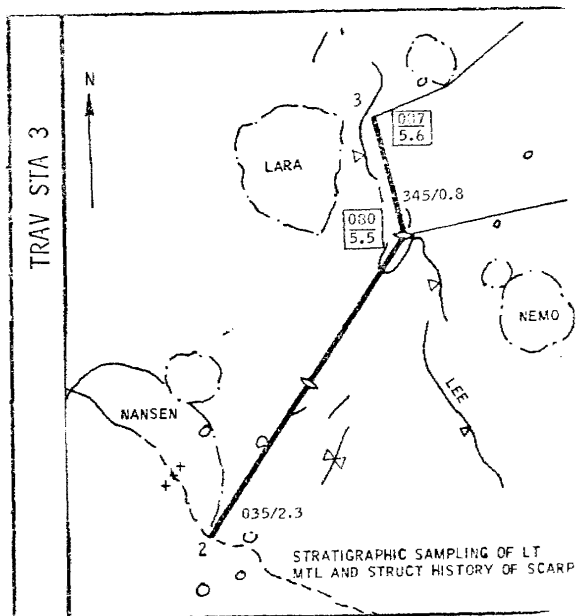 TRAV STA 3
N
3
087
5.6
LARA
345/0.8
080
5.5
NEMO
LEE
NANSEN
035/2.3
2
STRATIGRAPHIC SAMPLING OF LT
MTL AND STRUCT HISTORY OF SCARP